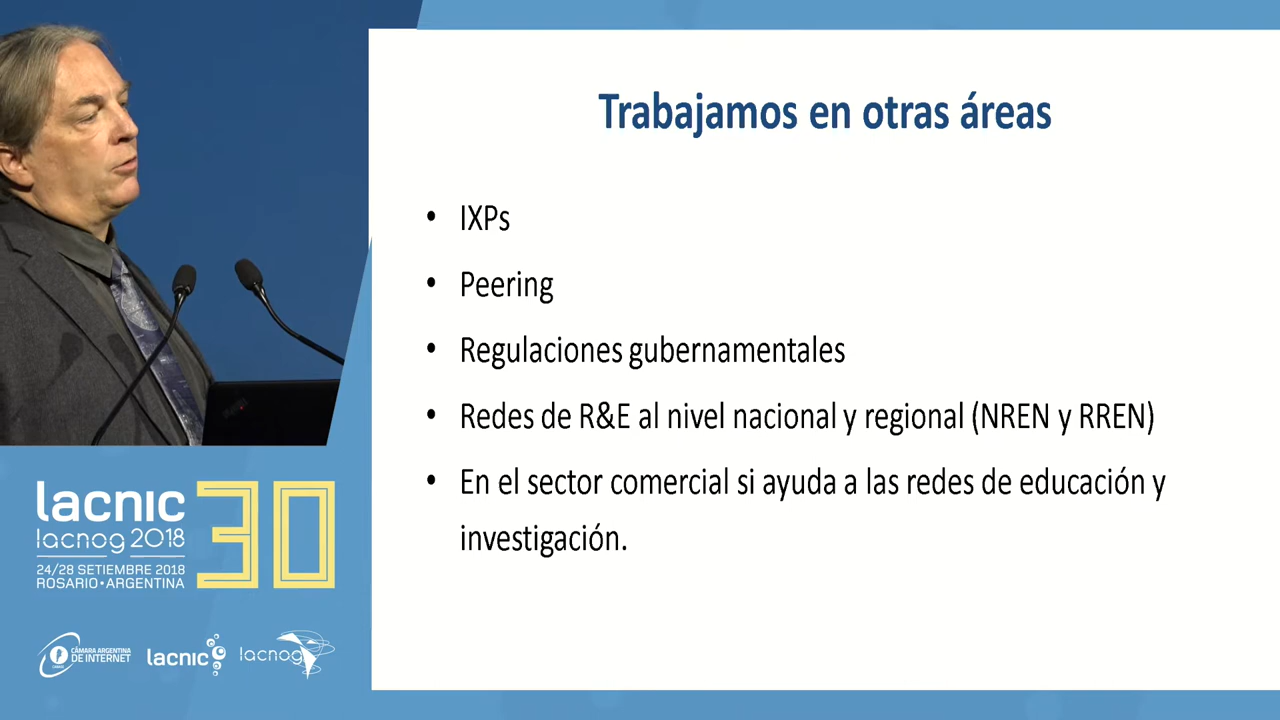 Trabajamos en otras áreas
• IXPs
• Peering
• Regulaciones gubernamentales
• Redes de R&E al nivel nacional y regional (NREN y RREN)
• En el sector comercial si ayuda a las redes de educación y
investigación.
lacnic 30
lacnog 2018
24/28 SETIEMBRE 2018
ROSARIO•ARGENTINA
CÁMARA ARGENTINA
DE INTERNET
lacnic
lacnog